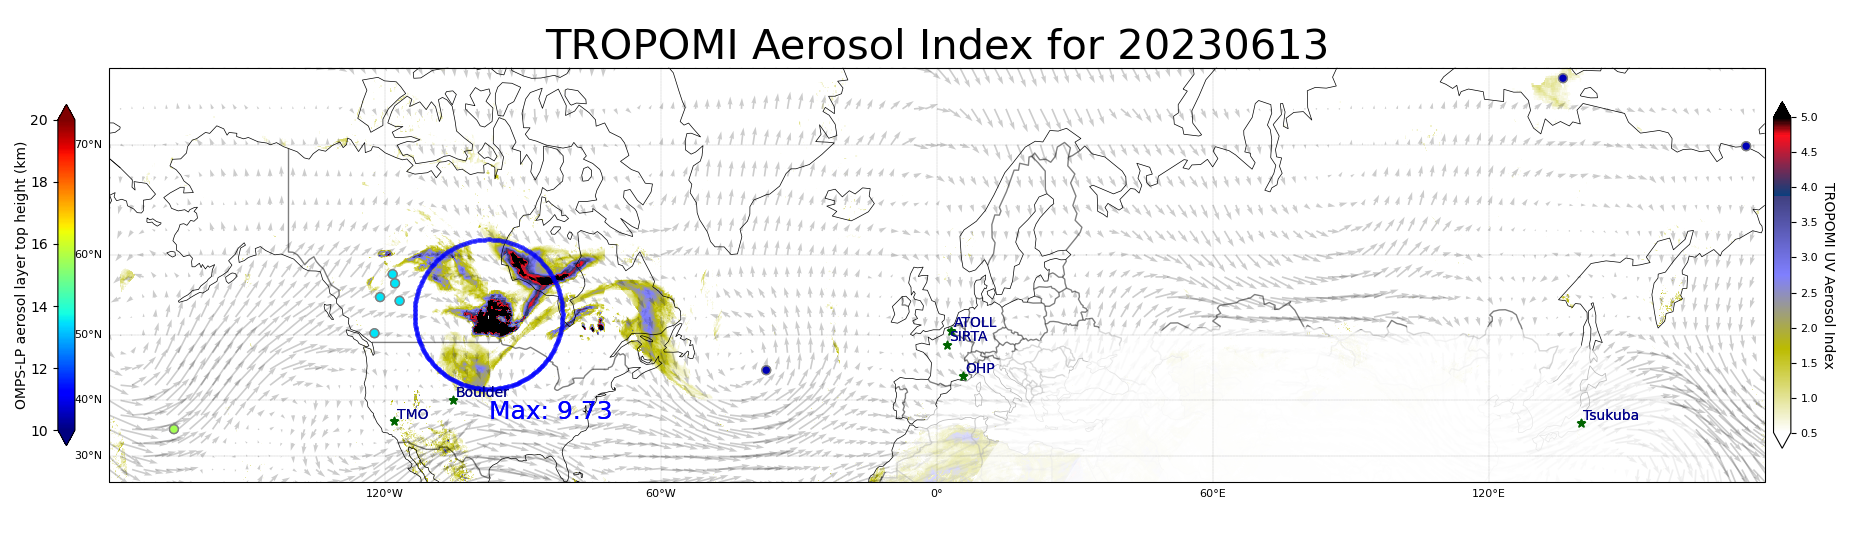 TROPOMI Aerosol Index for 20230613
OMPS-LP aerosol layer top height (km)
20
18
16
14
12
10
70°N
60°N
50°N
40°N
30°N
120°W
60°W
0°
60°E
120°E
ATOLL
SIRTA
OHP
Boulder
TMO
Max: 9.73
Tsukuba
5.0
4.5
4.0
3.5
3.0
2.5
2.0
1.5
1.0
0.5
TROPOMI UV Aerosol Index